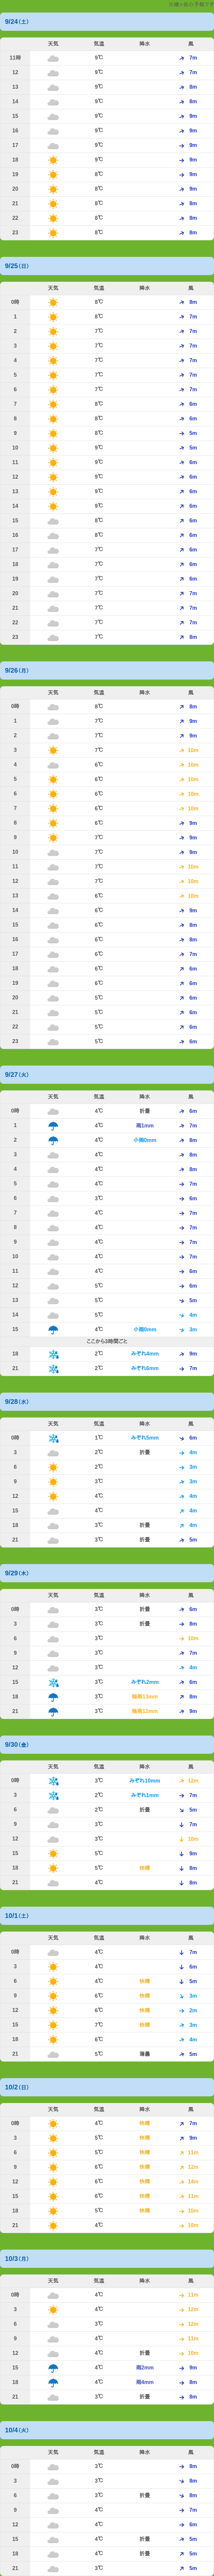 ※槍ヶ岳の予報です
9/24(土)
天気 気温 降水 風
11時 9℃ 7m
12 9℃ 7m
13 9℃ 8m
14 9℃ 8m
15 9℃ 9m
16 9℃ 9m
17 9℃ 9m
18 9℃ 9m
19 8℃ 9m
20 8℃ 9m
21 8℃ 8m
22 8℃ 8m
23 8℃ 8m
9/25(日)
天気 気温 降水 風
0時 8℃ 8m
1 8℃ 7m
2 7℃ 7m
3 7℃ 7m
4 7℃ 7m
5 7℃ 7m
6 7℃ 7m
7 8℃ 6m
8 8℃ 6m
9 9℃ 5m
10 9℃ 5m
11 9℃ 6m
12 9℃ 6m
13 9℃ 6m
14 9℃ 6m
15 8℃ 6m
16 8℃ 6m
17 7℃ 6m
18 7℃ 6m
19 7℃ 6m
20 7℃ 7m
21 7℃ 7m
22 7℃ 7m
23 7℃ 8m
9/26(月)
天気 気温 降水 風
0時 8℃ 8m
1 7℃ 9m
2 7℃ 9m
3 7℃ 10m
4 6℃ 10m
5 6℃ 10m
6 6℃ 10m
7 6℃ 10m
8 6℃ 9m
9 7℃ 9m
10 7℃ 9m
11 7℃ 10m
12 7℃ 10m
13 6℃ 10m
14 6℃ 9m
15 6℃ 8m
16 6℃ 8m
17 6℃ 7m
18 6℃ 6m
19 6℃ 6m
20 5℃ 6m
21 5℃ 6m
22 5℃ 6m
23 5℃ 6m
9/27(火)
天気 気温 降水 風
0時 4℃ 折曇 6m
1 4℃ 雨1mm 7m
2 4℃ 小雨0mm 8m
3 4℃ 8m
4 4℃ 8m
5 4℃ 7m
6 3℃ 6m
7 4℃ 7m
8 4℃ 7m
9 4℃ 7m
10 4℃ 7m
11 4℃ 6m
12 5℃ 6m
13 5℃ 5m
14 5℃ 4m
15 4℃ 小雨0mm 3m
ここから3時間ごと
18 2℃ みぞれ4mm 9m
21 2℃ みぞれ6mm 7m
9/28(水)
天気 気温 降水 風
0時 1℃ みぞれ5mm 6m
3 2℃ 折曇 4m
6 2℃ 3m
9 3℃ 3m
12 4℃ 4m
15 4℃ 4m
18 3℃ 折曇 4m
21 3℃ 折曇 5m
9/29(木)
天気 気温 降水 風
0時 3℃ 折曇 6m
3 3℃ 折曇 8m
6 3℃ 10m
9 3℃ 7m
12 3℃ 4m
15 3℃ みぞれ2mm 6m
18 3℃ 強雨13mm 8m
21 3℃ 強雨12mm 9m
9/30(金)
天気 気温 降水 風
0時 3℃ みぞれ10mm 12m
3 2℃ みぞれ1mm 7m
6 2℃ 折曇 5m
9 3℃ 7m
12 3℃ 10m
15 5℃ 9m
18 5℃ 快晴 8m
21 4℃ 8m
10/1(土)
天気 気温 降水 風
0時 4℃ 7m
3 4℃ 6m
6 4℃ 快晴 5m
9 6℃ 快晴 3m
12 6℃ 快晴 2m
15 7℃ 快晴 3m
18 6℃ 4m
21 5℃ 薄曇 5m
10/2(日)
天気 気温 降水 風
0時 4℃ 快晴 7m
3 5℃ 快晴 9m
6 5℃ 快晴 11m
9 6℃ 快晴 12m
12 6℃ 快晴 14m
15 6℃ 快晴 11m
18 5℃ 快晴 10m
21 4℃ 10m
10/3(月)
天気 気温 降水 風
0時 4℃ 11m
3 4℃ 12m
6 3℃ 12m
9 4℃ 11m
12 4℃ 折曇 10m
15 4℃ 雨2mm 9m
18 4℃ 雨4mm 8m
21 3℃ 折曇 8m
10/4(火)
天気 気温 降水 風
0時 3℃ 8m
3 3℃ 8m
6 3℃ 折曇 8m
9 4℃ 7m
12 4℃ 6m
15 4℃ 折曇 5m
18 4℃ 折曇 5m
21 3℃ 5m